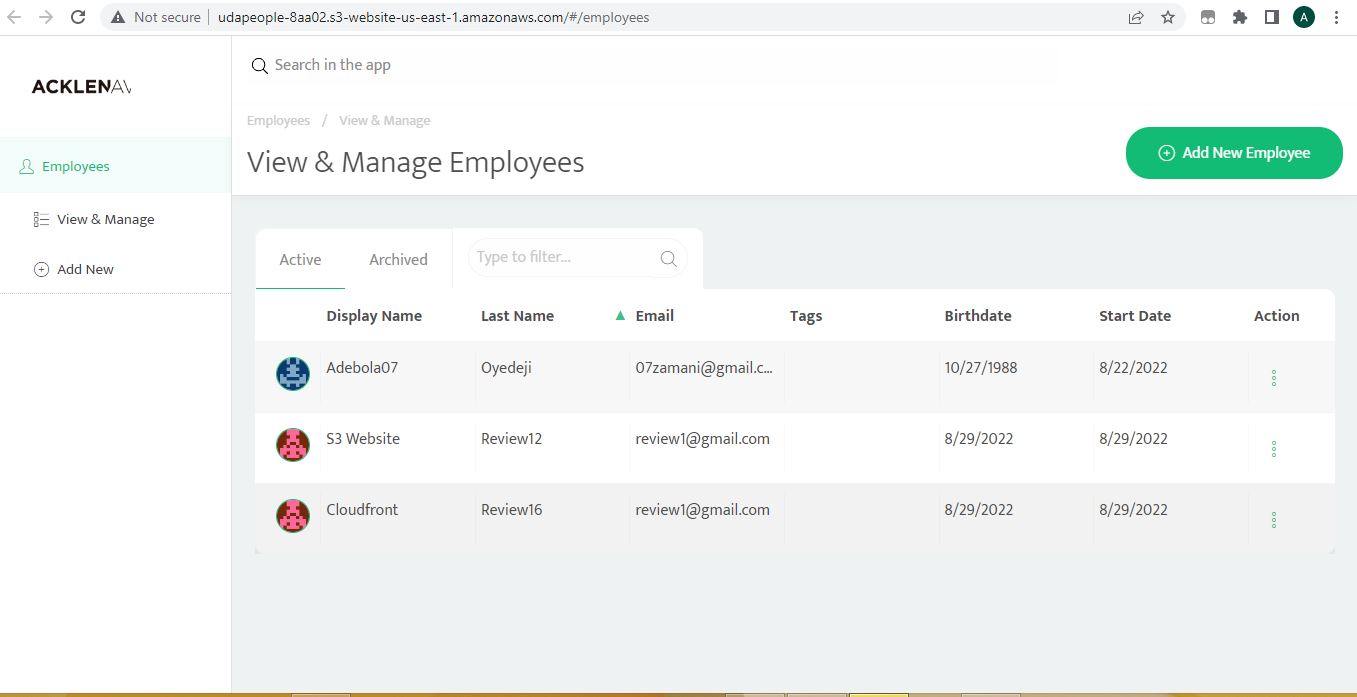 Not secure | udapeople-8aa02.s3-website-us-east-1.amazonaws.com/#/employees
A
ACKLENAV
Search in the app
Employees / View & Manage
View & Manage Employees
Add New Employee
Employees
View & Manage
Add New
Active Archived Type to filter...
Display Name Last Name Email Tags Birthdate Start Date Action
Adebola07 Oyedeji 07zamani@gmail.c... 10/27/1988 8/22/2022
S3 Website Review12 review1@gmail.com 8/29/2022 8/29/2022
Cloudfront Review16 review1@gmail.com 8/29/2022 8/29/2022